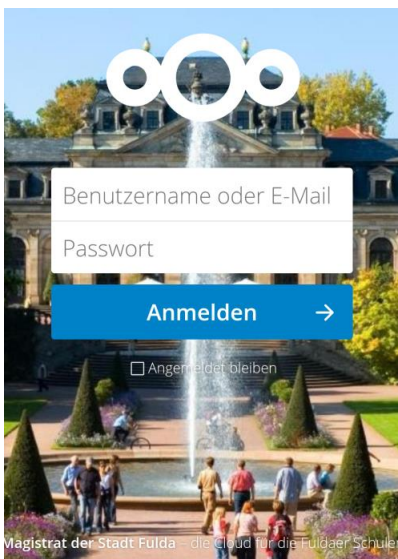 Benutzername oder E-Mail
Passwort
Anmelden
Angemeldet bleiben
Magistrat der Stadt Fulda – die Cloud für die Fuldaer Schulen